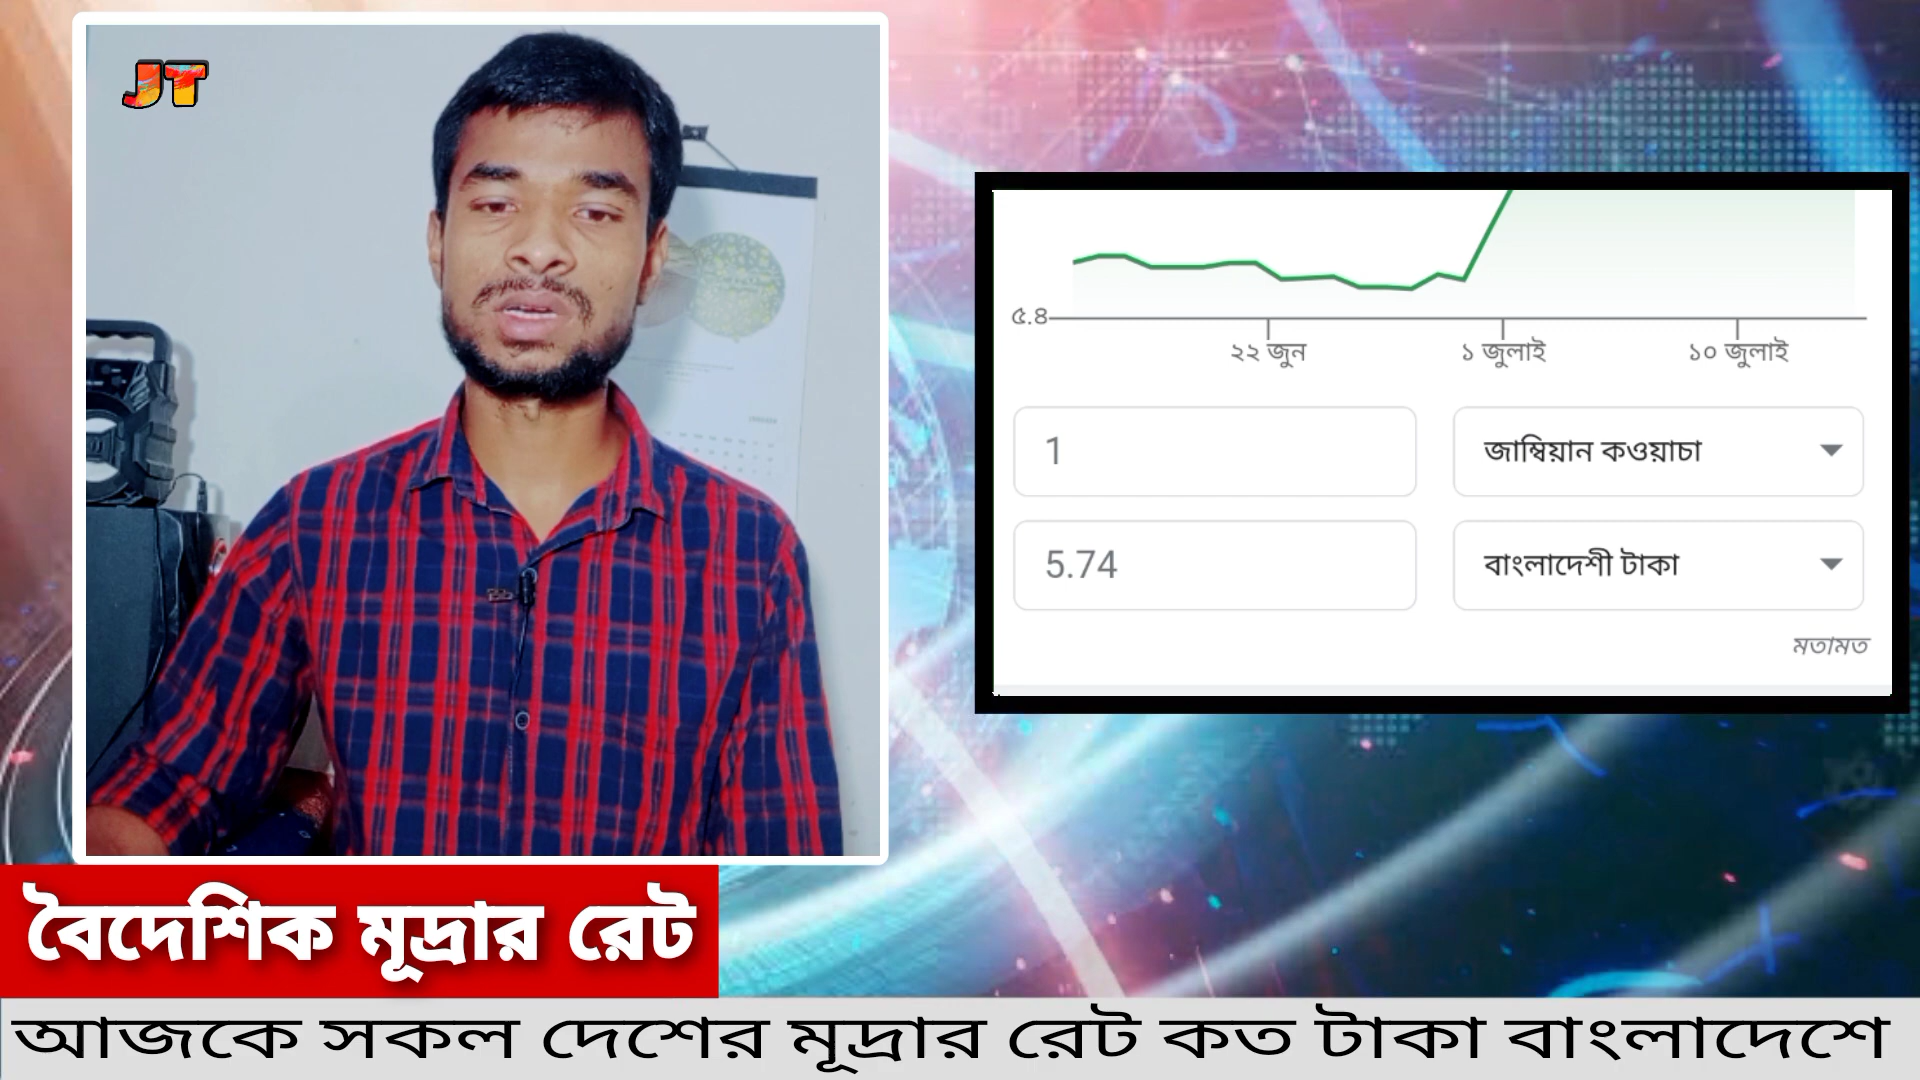 JT
৫.৪
২২ জুন
১ জুলাই
১০ জুলাই
1
জাম্বিয়ান কওয়াচা
5.74
বাংলাদেশী টাকা
মতামত
বৈদেশিক মূদ্রার রেট
আজকে সকল দেশের মূদ্রার রেট কত টাকা বাংলাদেশে